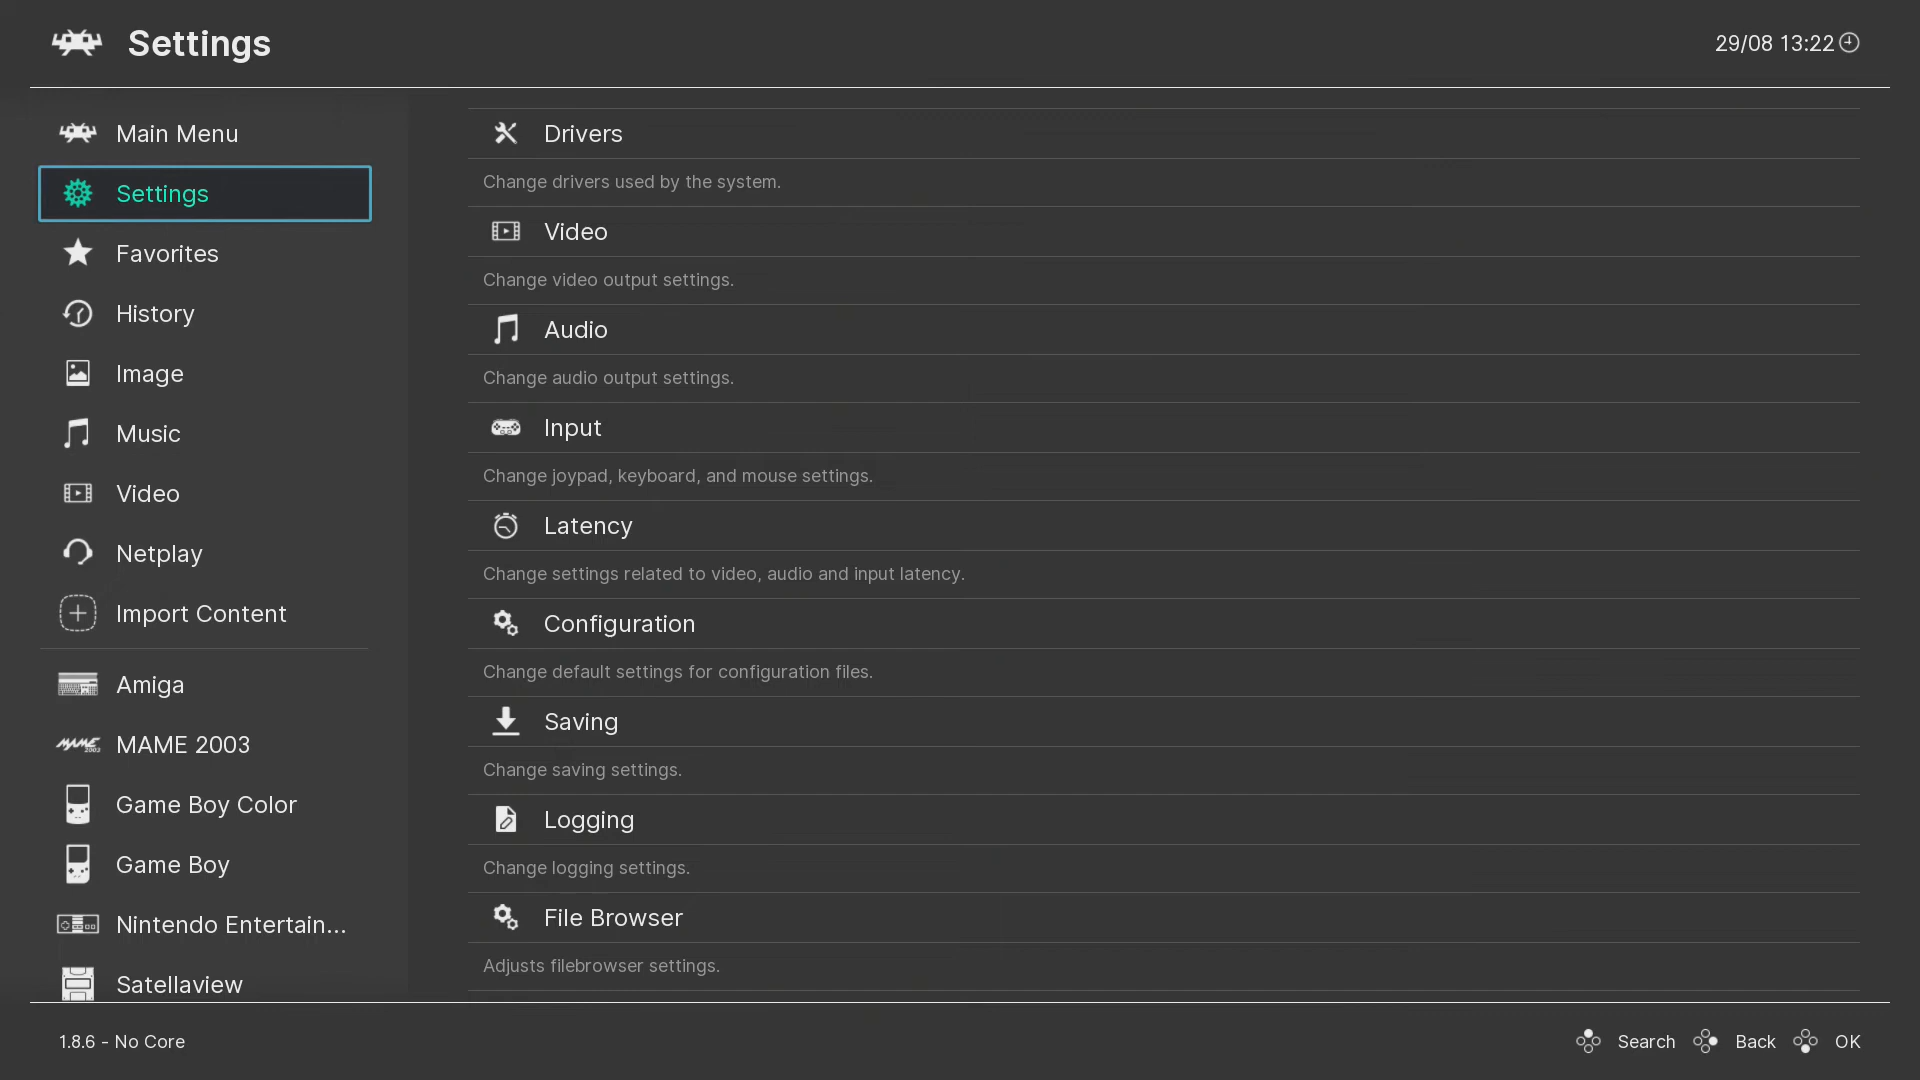 Settings
29/08 13:22
Main Menu
Settings
Favorites
History
Image
Music
Video
Netplay
Import Content
Amiga
MAME 2003
Game Boy Color
Game Boy
Nintendo Entertain...
Satellaview
Drivers
Change drivers used by the system.
Video
Change video output settings.
Audio
Change audio output settings.
Input
Change joypad, keyboard, and mouse settings.
Latency
Change settings related to video, audio and input latency.
Configuration
Change default settings for configuration files.
Saving
Change saving settings.
Logging
Change logging settings.
File Browser
Adjusts filebrowser settings.
1.8.6 - No Core
Search Back OK